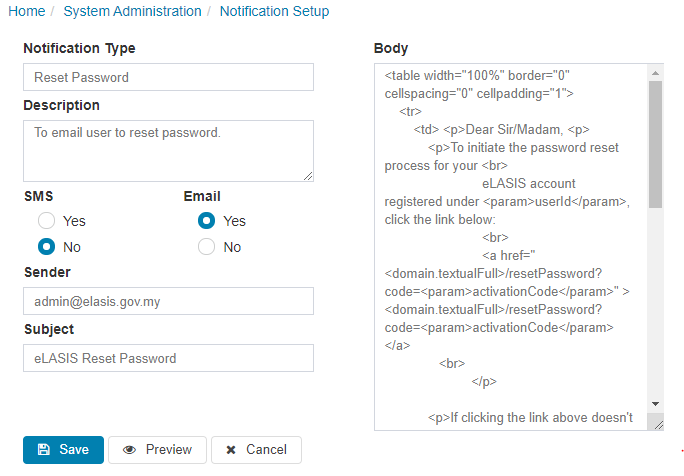 Home / System Administration / Notification Setup
Notification Type
Reset Password
Description
To email user to reset password.
SMS
Yes
No
Email
Yes
No
Sender
admin@elasis.gov.my
Subject
eLASIS Reset Password
Body
<table width="100%" border="0"
cellspacing="0" cellpadding="1">
<tr>
<td> <p>Dear Sir/Madam, <p>
<p>To initiate the password reset
process for your <br>
eLASIS account
registered under <param>userId</param>,
click the link below:
<br>
<a href="
<domain.textualFull>/resetPassword?
code=<param>activationCode</param>" >
<domain.textualFull>/resetPassword?
code=<param>activationCode</param>
</a>
<br>
</p>
<p>If clicking the link above doesn't
Save
Preview
Cancel